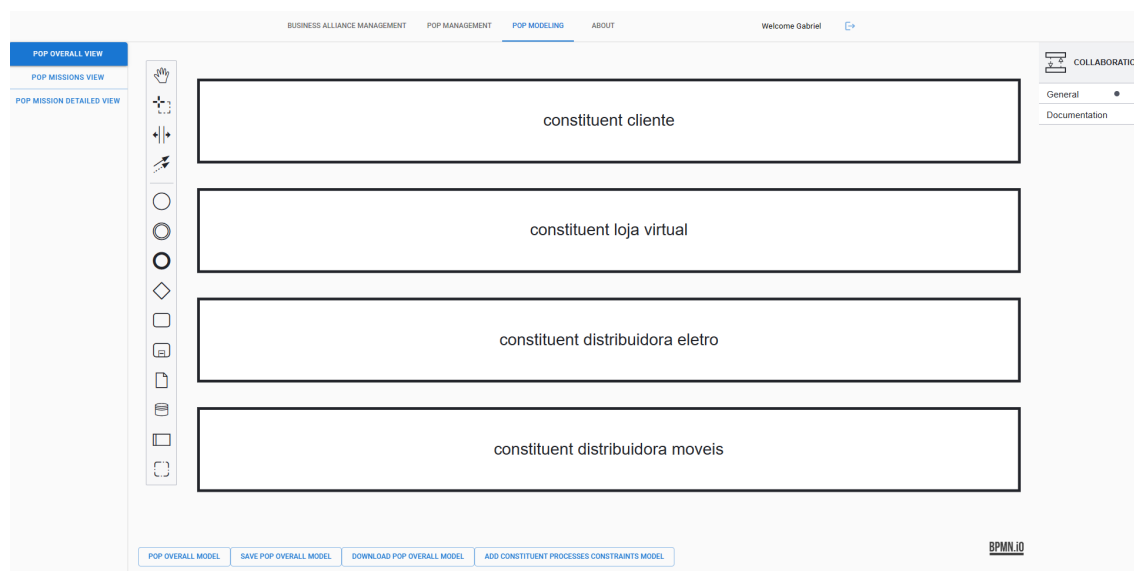 BUSINESS ALLIANCE MANAGEMENT POP MANAGEMENT POP MODELING ABOUT Welcome Gabriel
POP OVERALL VIEW
POP MISSIONS VIEW
POP MISSION DETAILED VIEW
COLLABORATIO
General
Documentation
constituent cliente
constituent loja virtual
constituent distribuidora eletro
constituent distribuidora moveis
POP OVERALL MODEL SAVE POP OVERALL MODEL DOWNLOAD POP OVERALL MODEL ADD CONSTITUENT PROCESSES CONSTRAINTS MODEL
BPMN.iO